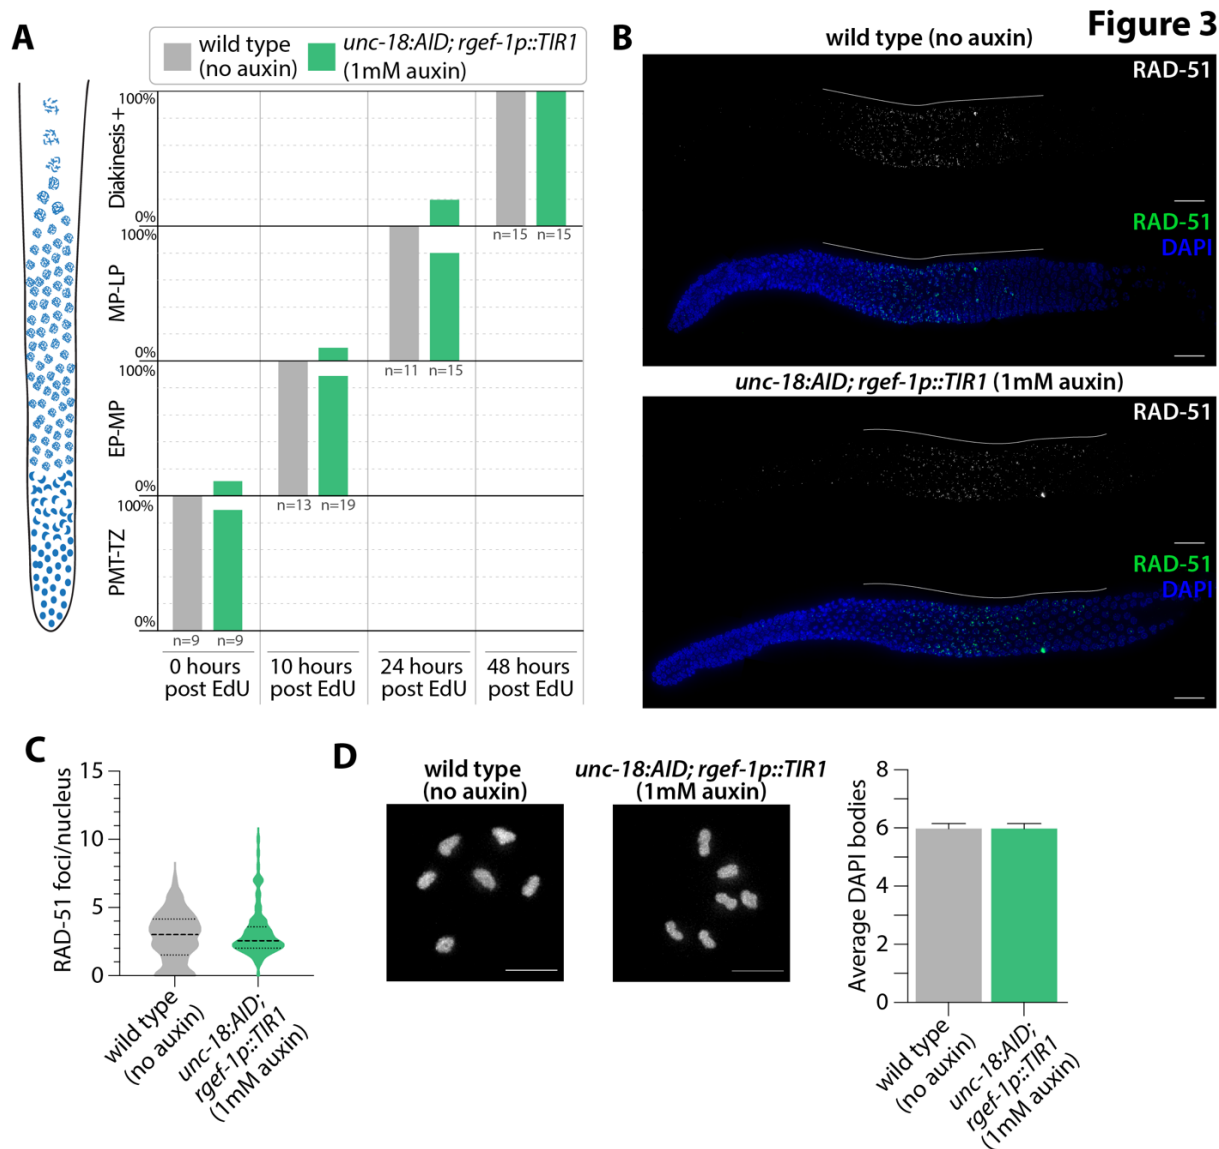 Figure 3
A
wild type
(no auxin)
unc-18:AID; rgef-1p::TIR1
(1mM auxin)
Diakinesis +
100%
0%
n=15
n=15
MP-LP
100%
0%
n=11
n=15
EP-MP
100%
0%
n=13
n=19
PMT-TZ
100%
0%
n=9
n=9
0 hours
post EdU
10 hours
post EdU
24 hours
post EdU
48 hours
post EdU
B
wild type (no auxin)
RAD-51
RAD-51
DAPI
unc-18:AID; rgef-1p::TIR1 (1mM auxin)
RAD-51
RAD-51
DAPI
C
RAD-51 foci/nucleus
15
10
5
0
wild type
(no auxin)
unc-18:AID;
rgef-1p::TIR1
(1mM auxin)
D
wild type
(no auxin)
unc-18:AID; rgef-1p::TIR1
(1mM auxin)
Average DAPI bodies
8
6
4
2
0
wild type
(no auxin)
unc-18:AID;
rgef-1p::TIR1
(1mM auxin)